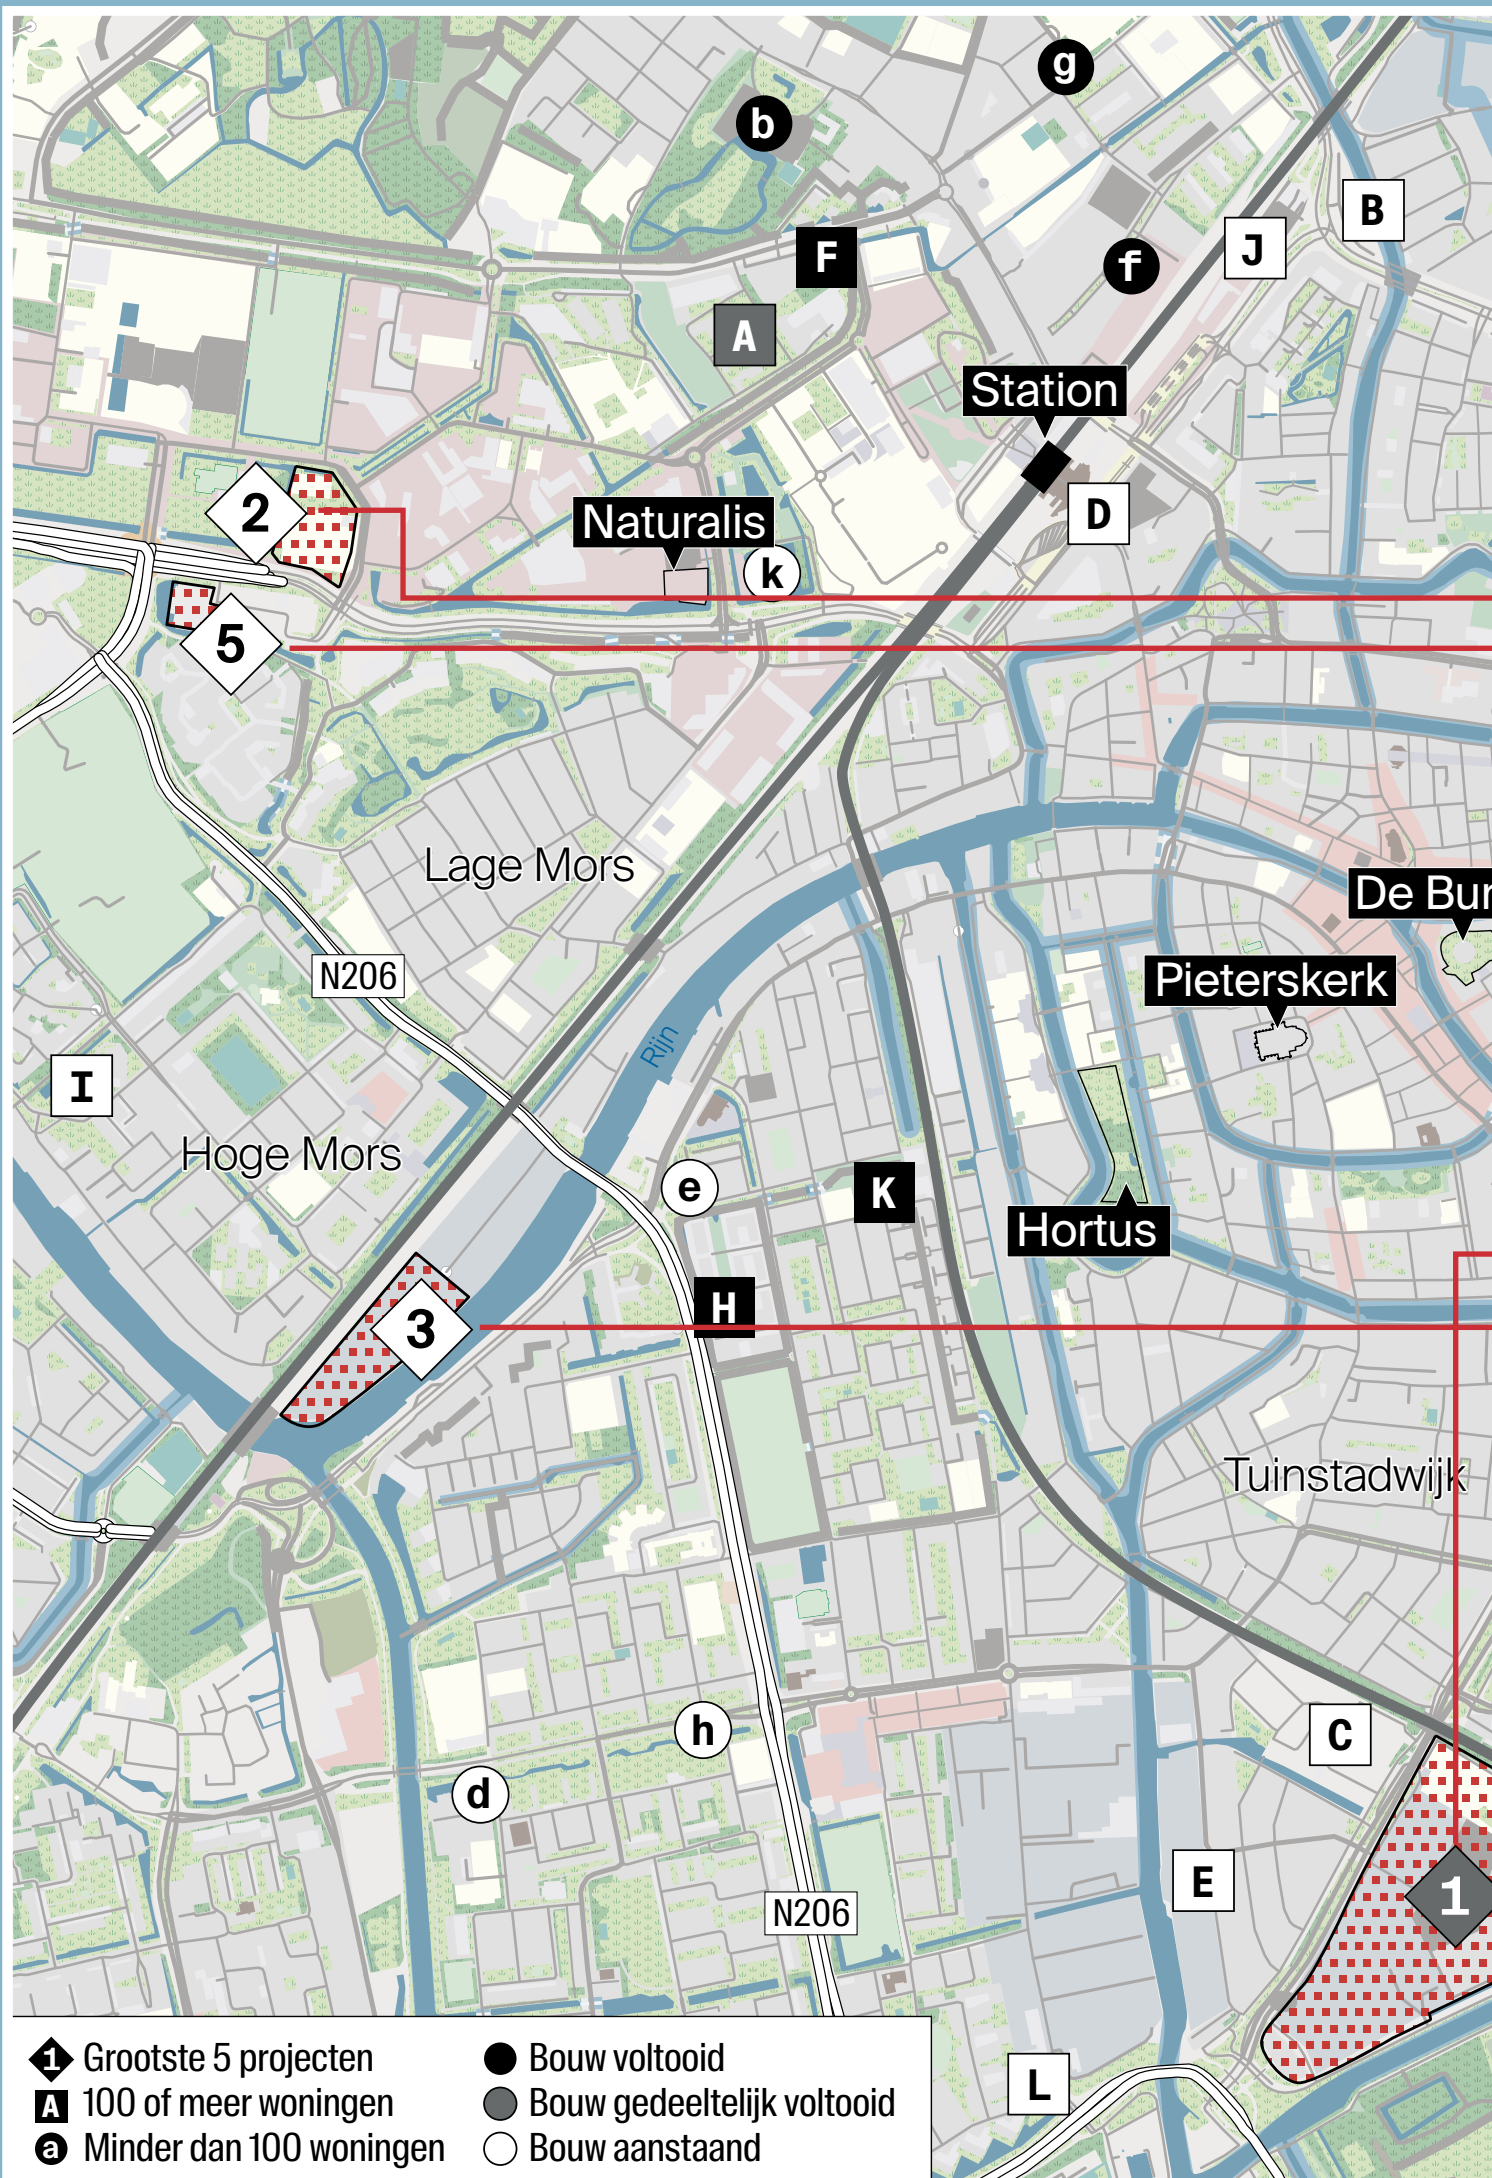 g
b
B
F
J
f
A
Station
2
D
Naturalis
k
5
Lage Mors
De Bur
N206
Pieterskerk
Rijn
I
Hoge Mors
e
K
Hortus
H
3
Tuinstadwijk
h
C
d
E
1
N206
L
1 Grootste 5 projecten
A 100 of meer woningen
a Minder dan 100 woningen
Bouw voltooid
Bouw gedeeltelijk voltooid
Bouw aanstaand